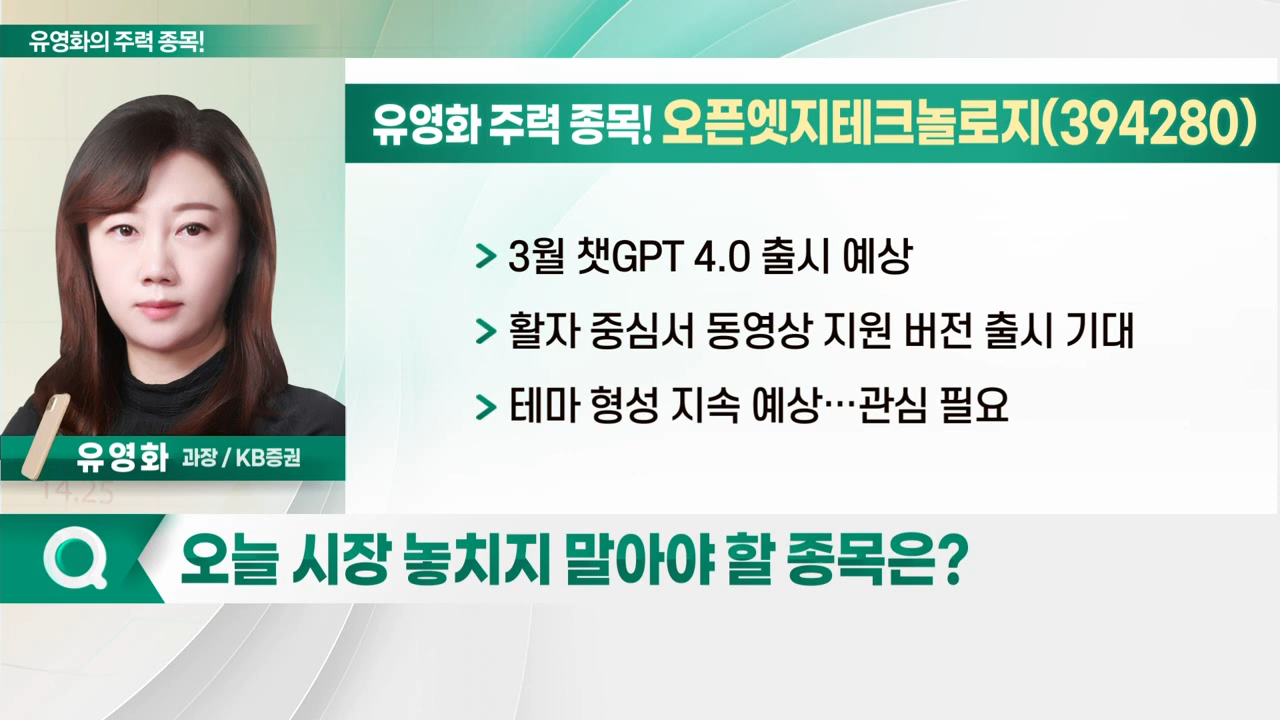 유영화의 주력 종목!
유영화 주력 종목! 오픈엣지테크놀로지(394280)
> 3월 챗GPT 4.0 출시 예상
> 활자 중심서 동영상 지원 버전 출시 기대
> 테마 형성 지속 예상…관심 필요
유영화 과장 / KB증권
14.25
Q 오늘 시장 놓치지 말아야 할 종목은?